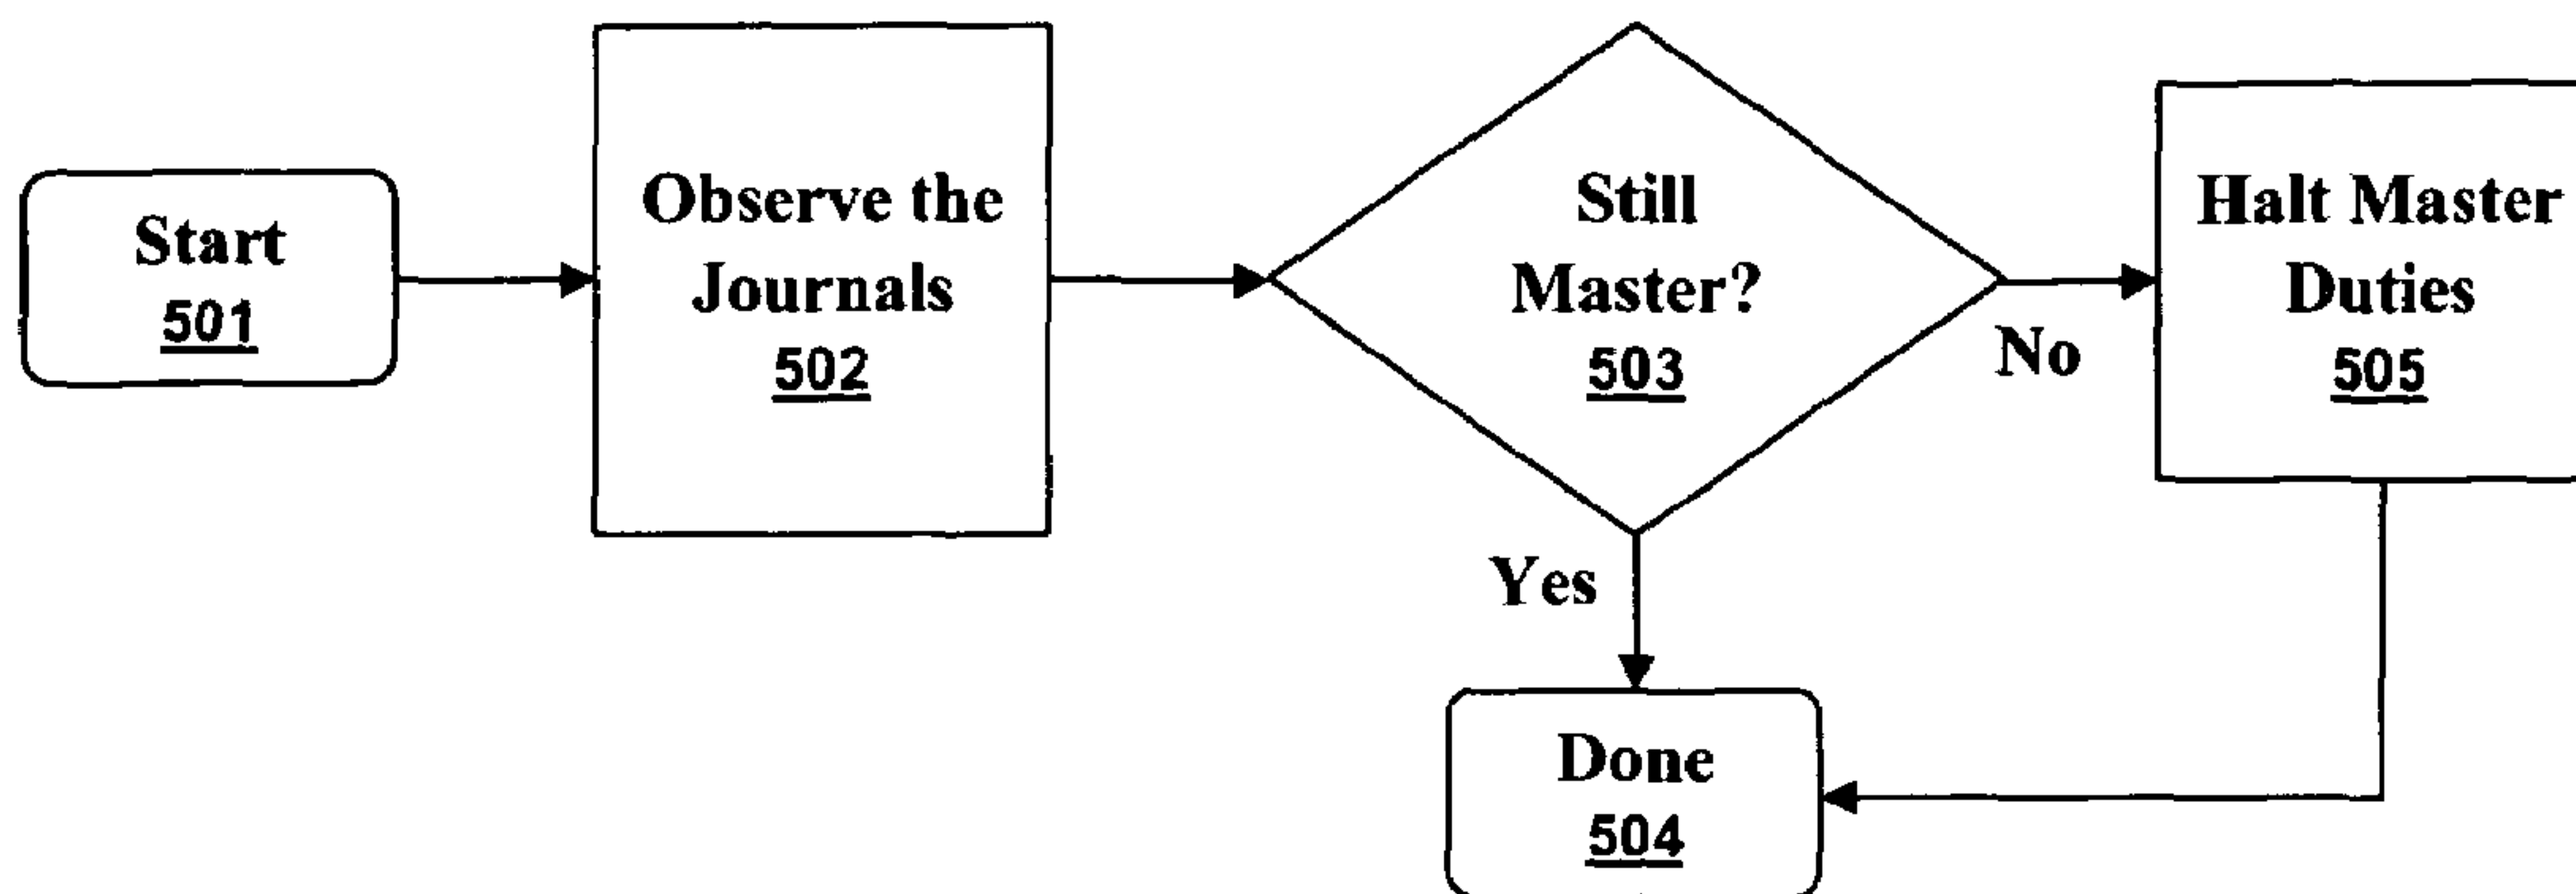 Start
501
Observe the
Journals
502
Still
Master?
503
No
Halt Master
Duties
505
Yes
Done
504